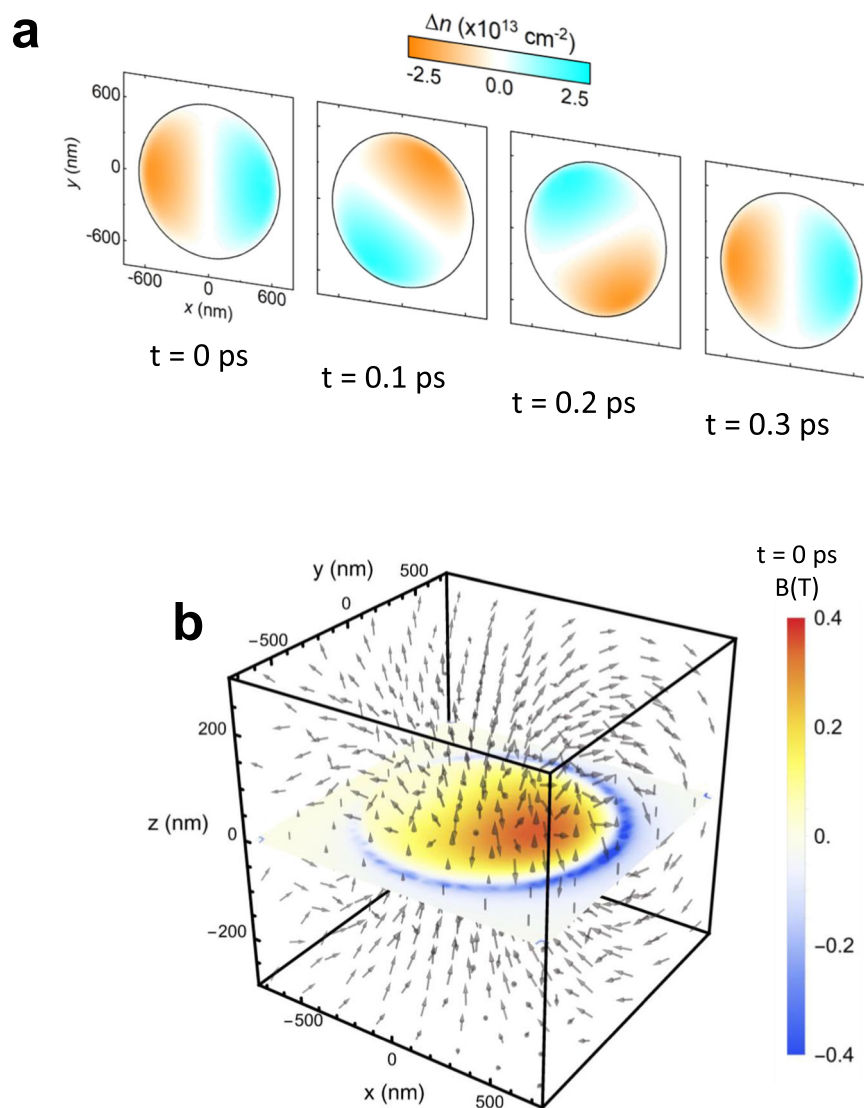 a
Δn (x10¹³ cm⁻²)
-2.5 0.0 2.5
y (nm)
600
0
-600
-600 0 600
x (nm)
t = 0 ps
t = 0.1 ps
t = 0.2 ps
t = 0.3 ps
b
t = 0 ps
B(T)
0.4
0.2
0.
−0.2
−0.4
y (nm)
−500 0 500
z (nm)
200
0
−200
−500 0 500
x (nm)